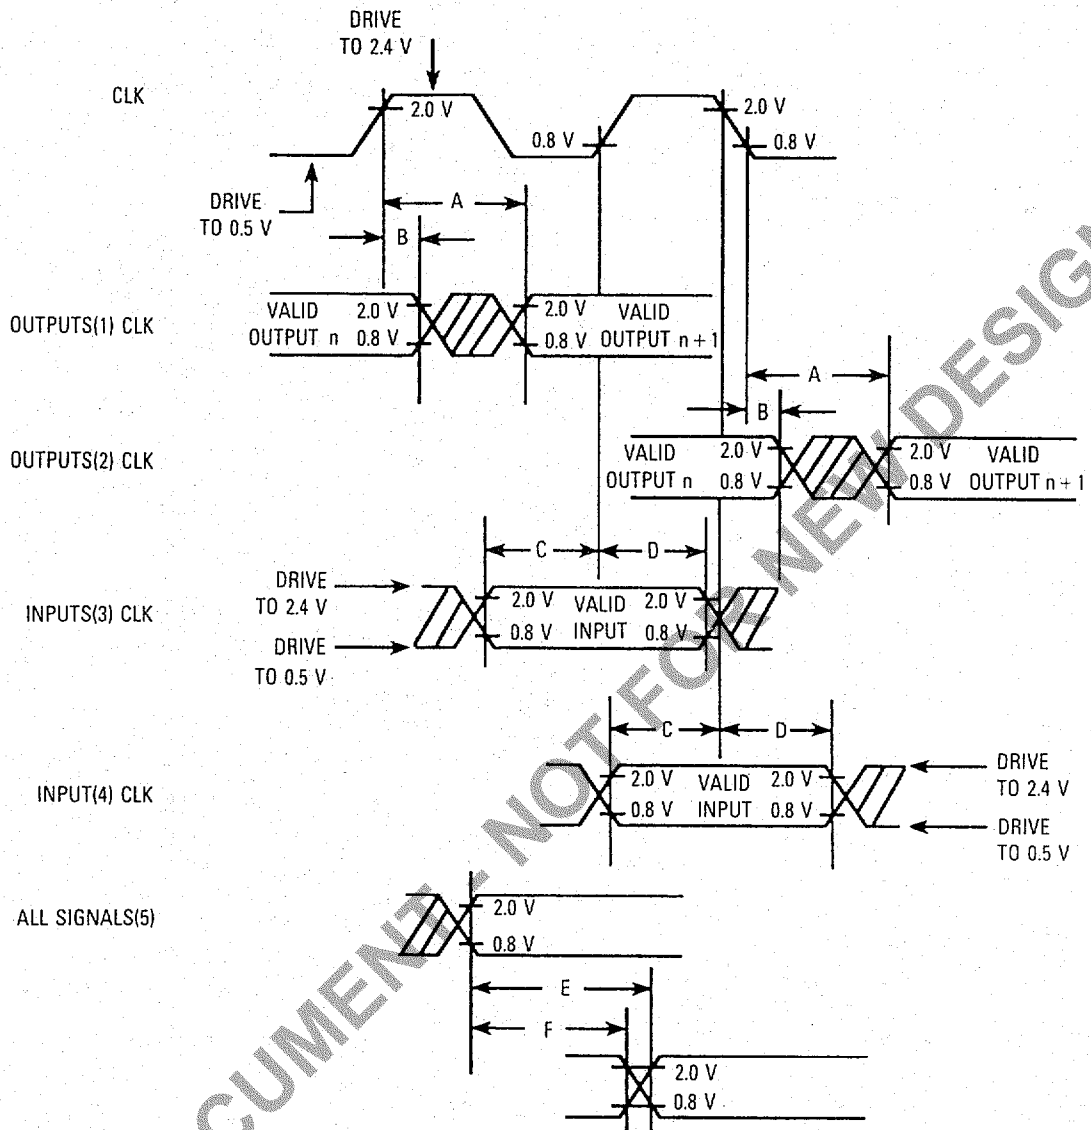 DRIVE
TO 2.4 V
CLK
2.0 V
0.8 V
2.0 V
0.8 V
DRIVE
TO 0.5 V
A
B
OUTPUTS(1) CLK
VALID
OUTPUT n
2.0 V
0.8 V
2.0 V
0.8 V
VALID
OUTPUT n + 1
A
B
OUTPUTS(2) CLK
VALID
OUTPUT n
2.0 V
0.8 V
2.0 V
0.8 V
VALID
OUTPUT n + 1
C
D
INPUTS(3) CLK
DRIVE
TO 2.4 V
DRIVE
TO 0.5 V
2.0 V
0.8 V
VALID
INPUT
2.0 V
0.8 V
C
D
INPUT(4) CLK
2.0 V
0.8 V
VALID
INPUT
2.0 V
0.8 V
DRIVE
TO 2.4 V
DRIVE
TO 0.5 V
ALL SIGNALS(5)
2.0 V
0.8 V
E
F
2.0 V
0.8 V
CUMENT - NOT FOR NEW DESIGN